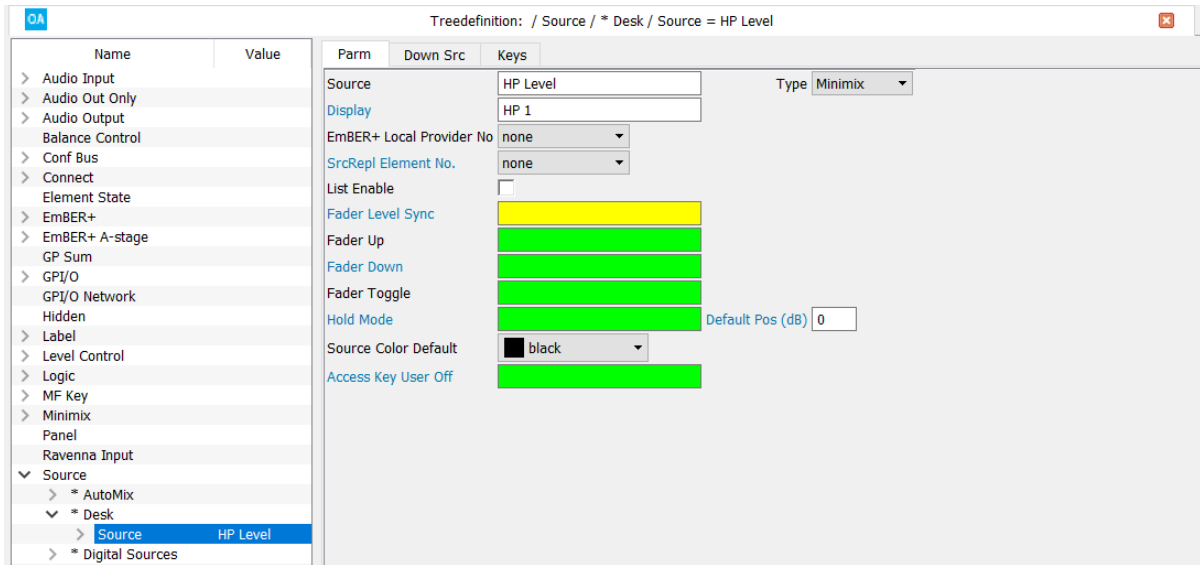 OA
Treedefinition: / Source / * Desk / Source = HP Level
Name Value
Audio Input
Audio Out Only
Audio Output
Balance Control
Conf Bus
Connect
Element State
EmBER+
EmBER+ A-stage
GP Sum
GPI/O
GPI/O Network
Hidden
Label
Level Control
Logic
MF Key
Minimix
Panel
Ravenna Input
Source
* AutoMix
* Desk
Source HP Level
* Digital Sources
Parm Down Src Keys
Source HP Level Type Minimix
Display HP 1
EmBER+ Local Provider No none
SrcRepl Element No. none
List Enable
Fader Level Sync
Fader Up
Fader Down
Fader Toggle
Hold Mode Default Pos (dB) 0
Source Color Default black
Access Key User Off